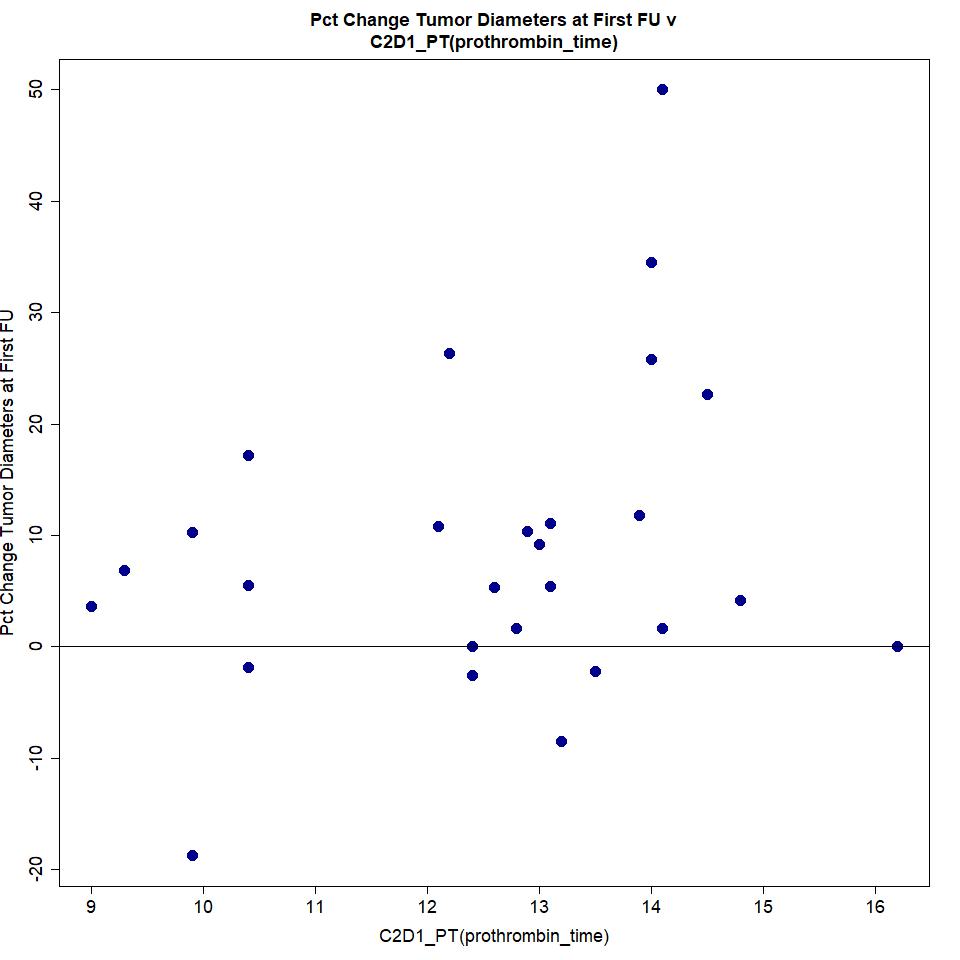 Pct Change Tumor Diameters at First FU v
C2D1_PT(prothrombin_time)
Pct Change Tumor Diameters at First FU
50
40
30
20
10
0
-10
-20
9 10 11 12 13 14 15 16
C2D1_PT(prothrombin_time)